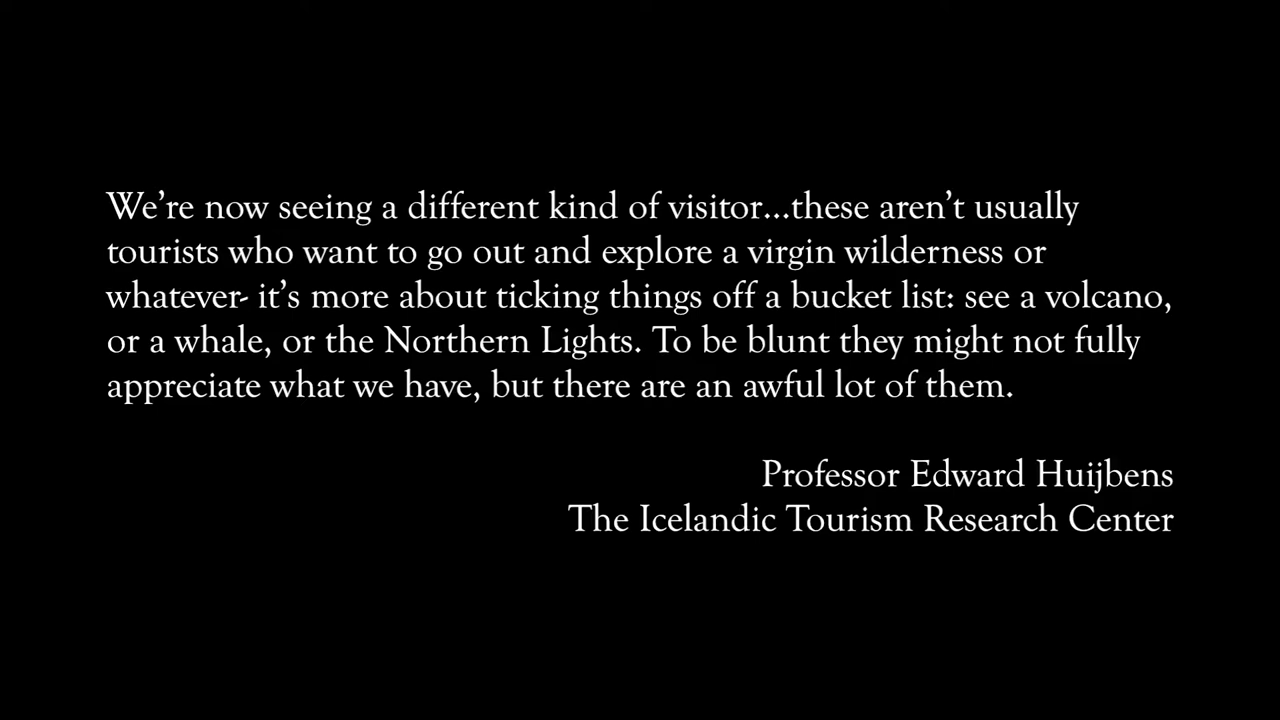 We're now seeing a different kind of visitor...these aren't usually
tourists who want to go out and explore a virgin wilderness or
whatever- it's more about ticking things off a bucket list: see a volcano,
or a whale, or the Northern Lights. To be blunt they might not fully
appreciate what we have, but there are an awful lot of them.
Professor Edward Huijbens
The Icelandic Tourism Research Center